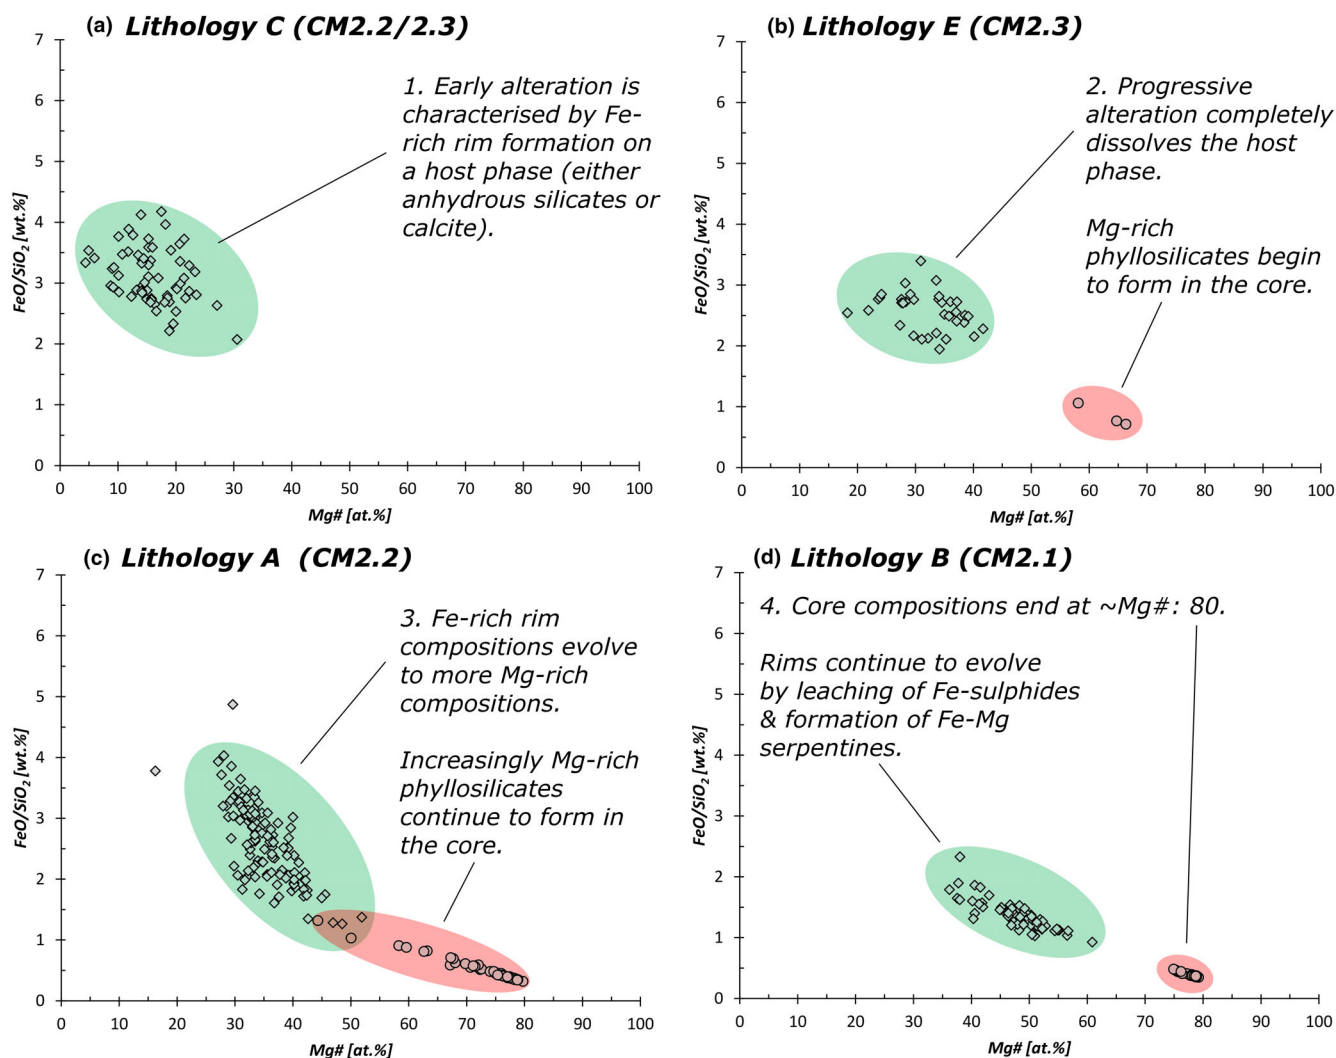 (a) Lithology C (CM2.2/2.3)
1. Early alteration is
characterised by Fe-
rich rim formation on
a host phase (either
anhydrous silicates or
calcite).
7
6
5
4
3
2
1
0
FeO/SiO2 [wt.%]
0 10 20 30 40 50 60 70 80 90 100
Mg# [at.%]
(b) Lithology E (CM2.3)
2. Progressive
alteration completely
dissolves the host
phase.
Mg-rich
phyllosilicates begin
to form in the core.
7
6
5
4
3
2
1
0
FeO/SiO2 [wt.%]
0 10 20 30 40 50 60 70 80 90 100
Mg# [at.%]
(c) Lithology A (CM2.2)
3. Fe-rich rim
compositions evolve
to more Mg-rich
compositions.
Increasingly Mg-rich
phyllosilicates
continue to form in
the core.
7
6
5
4
3
2
1
0
FeO/SiO2 [wt.%]
0 10 20 30 40 50 60 70 80 90 100
Mg# [at.%]
(d) Lithology B (CM2.1)
4. Core compositions end at ~Mg#: 80.
Rims continue to evolve
by leaching of Fe-sulphides
& formation of Fe-Mg
serpentines.
7
6
5
4
3
2
1
0
FeO/SiO2 [wt.%]
0 10 20 30 40 50 60 70 80 90 100
Mg# [at.%]